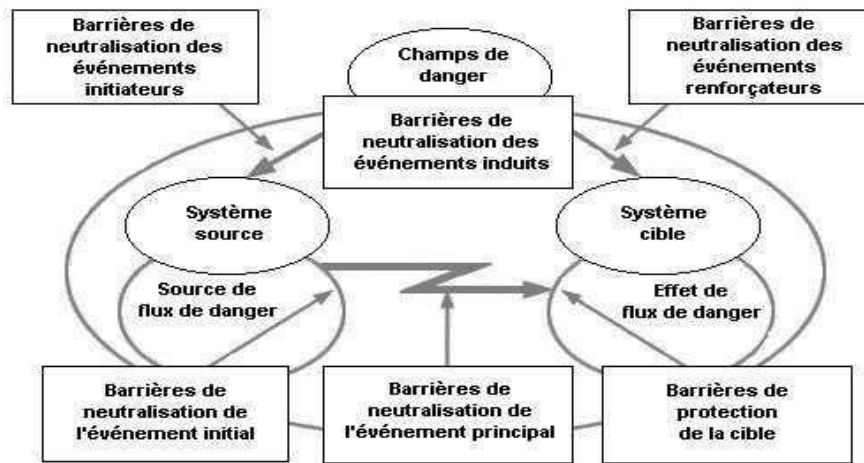 Barrières de
neutralisation des
événements
initiateurs
Champs de
danger
Barrières de
neutralisation des
événements
renforçateurs
Barrières de
neutralisation des
événements induits
Système
source
Système
cible
Source de
flux de danger
Effet de
flux de danger
Barrières de
neutralisation de
l'événement initial
Barrières de
neutralisation de
l'événement principal
Barrières de
protection
de la cible